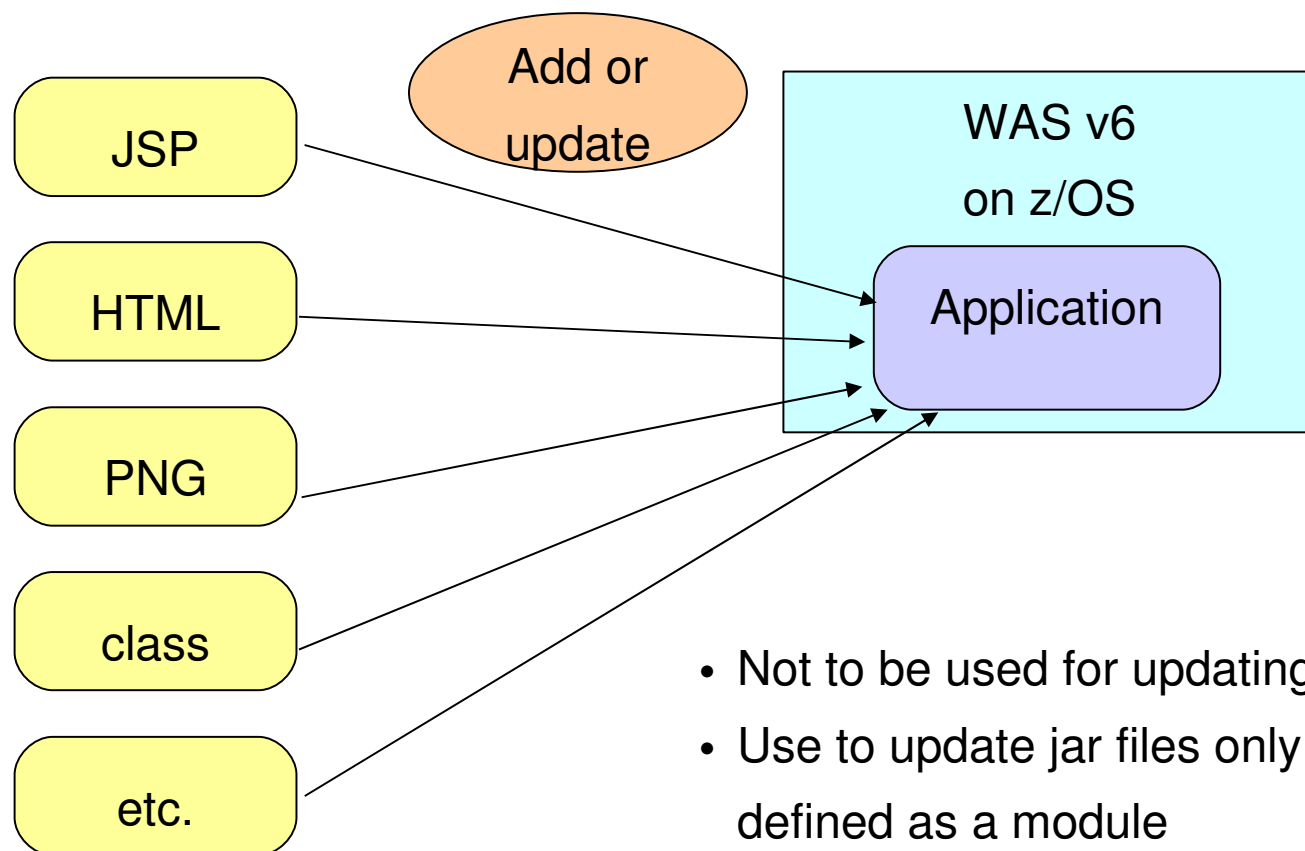 Add or
update
JSP
HTML
PNG
class
etc.
WAS v6
on z/OS
Application
• Not to be used for updating
• Use to update jar files only
defined as a module